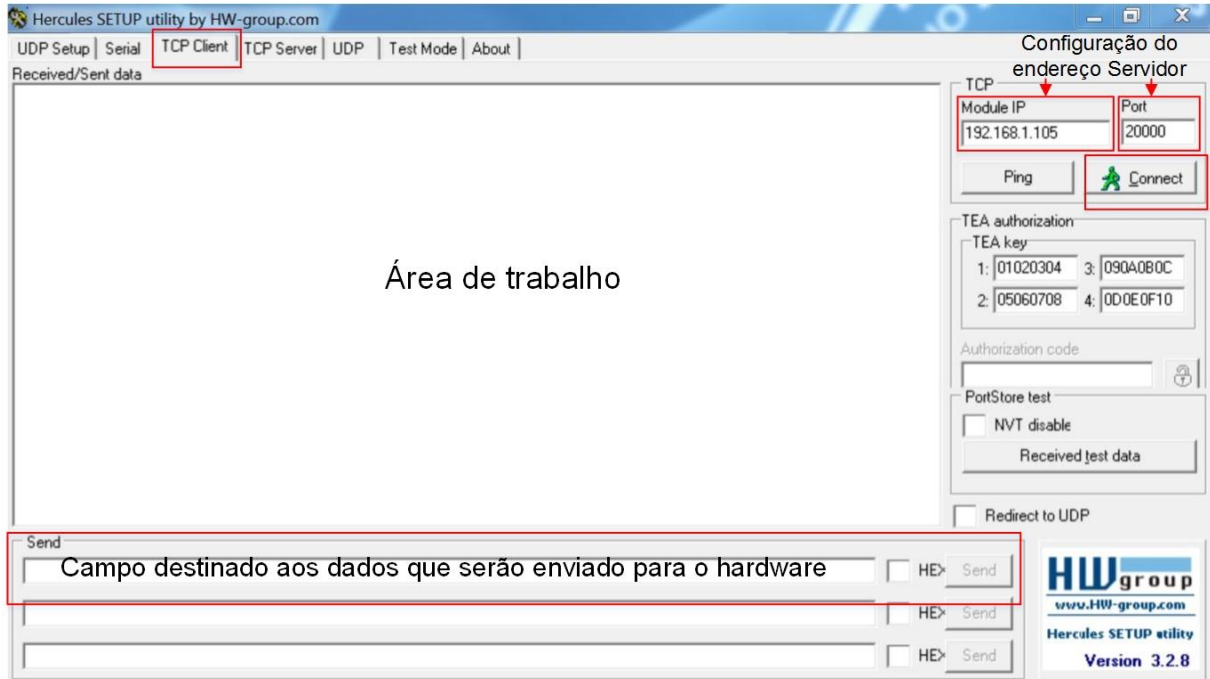 Hercules SETUP utility by HW-group.com
UDP Setup Serial TCP Client TCP Server UDP Test Mode About
Received/Sent data
Configuração do
endereço Servidor
TCP
Module IP Port
192.168.1.105 20000
Ping Connect
TEA authorization
TEA key
1: 01020304 3: 090A0B0C
2: 05060708 4: 0D0E0F10
Área de trabalho
Authorization code
PortStore test
NVT disable
Received test data
Redirect to UDP
Send
Campo destinado aos dados que serão enviado para o hardware HEX Send
HEX Send
HEX Send
HWgroup
www.HW-group.com
Hercules SETUP utility
Version 3.2.8